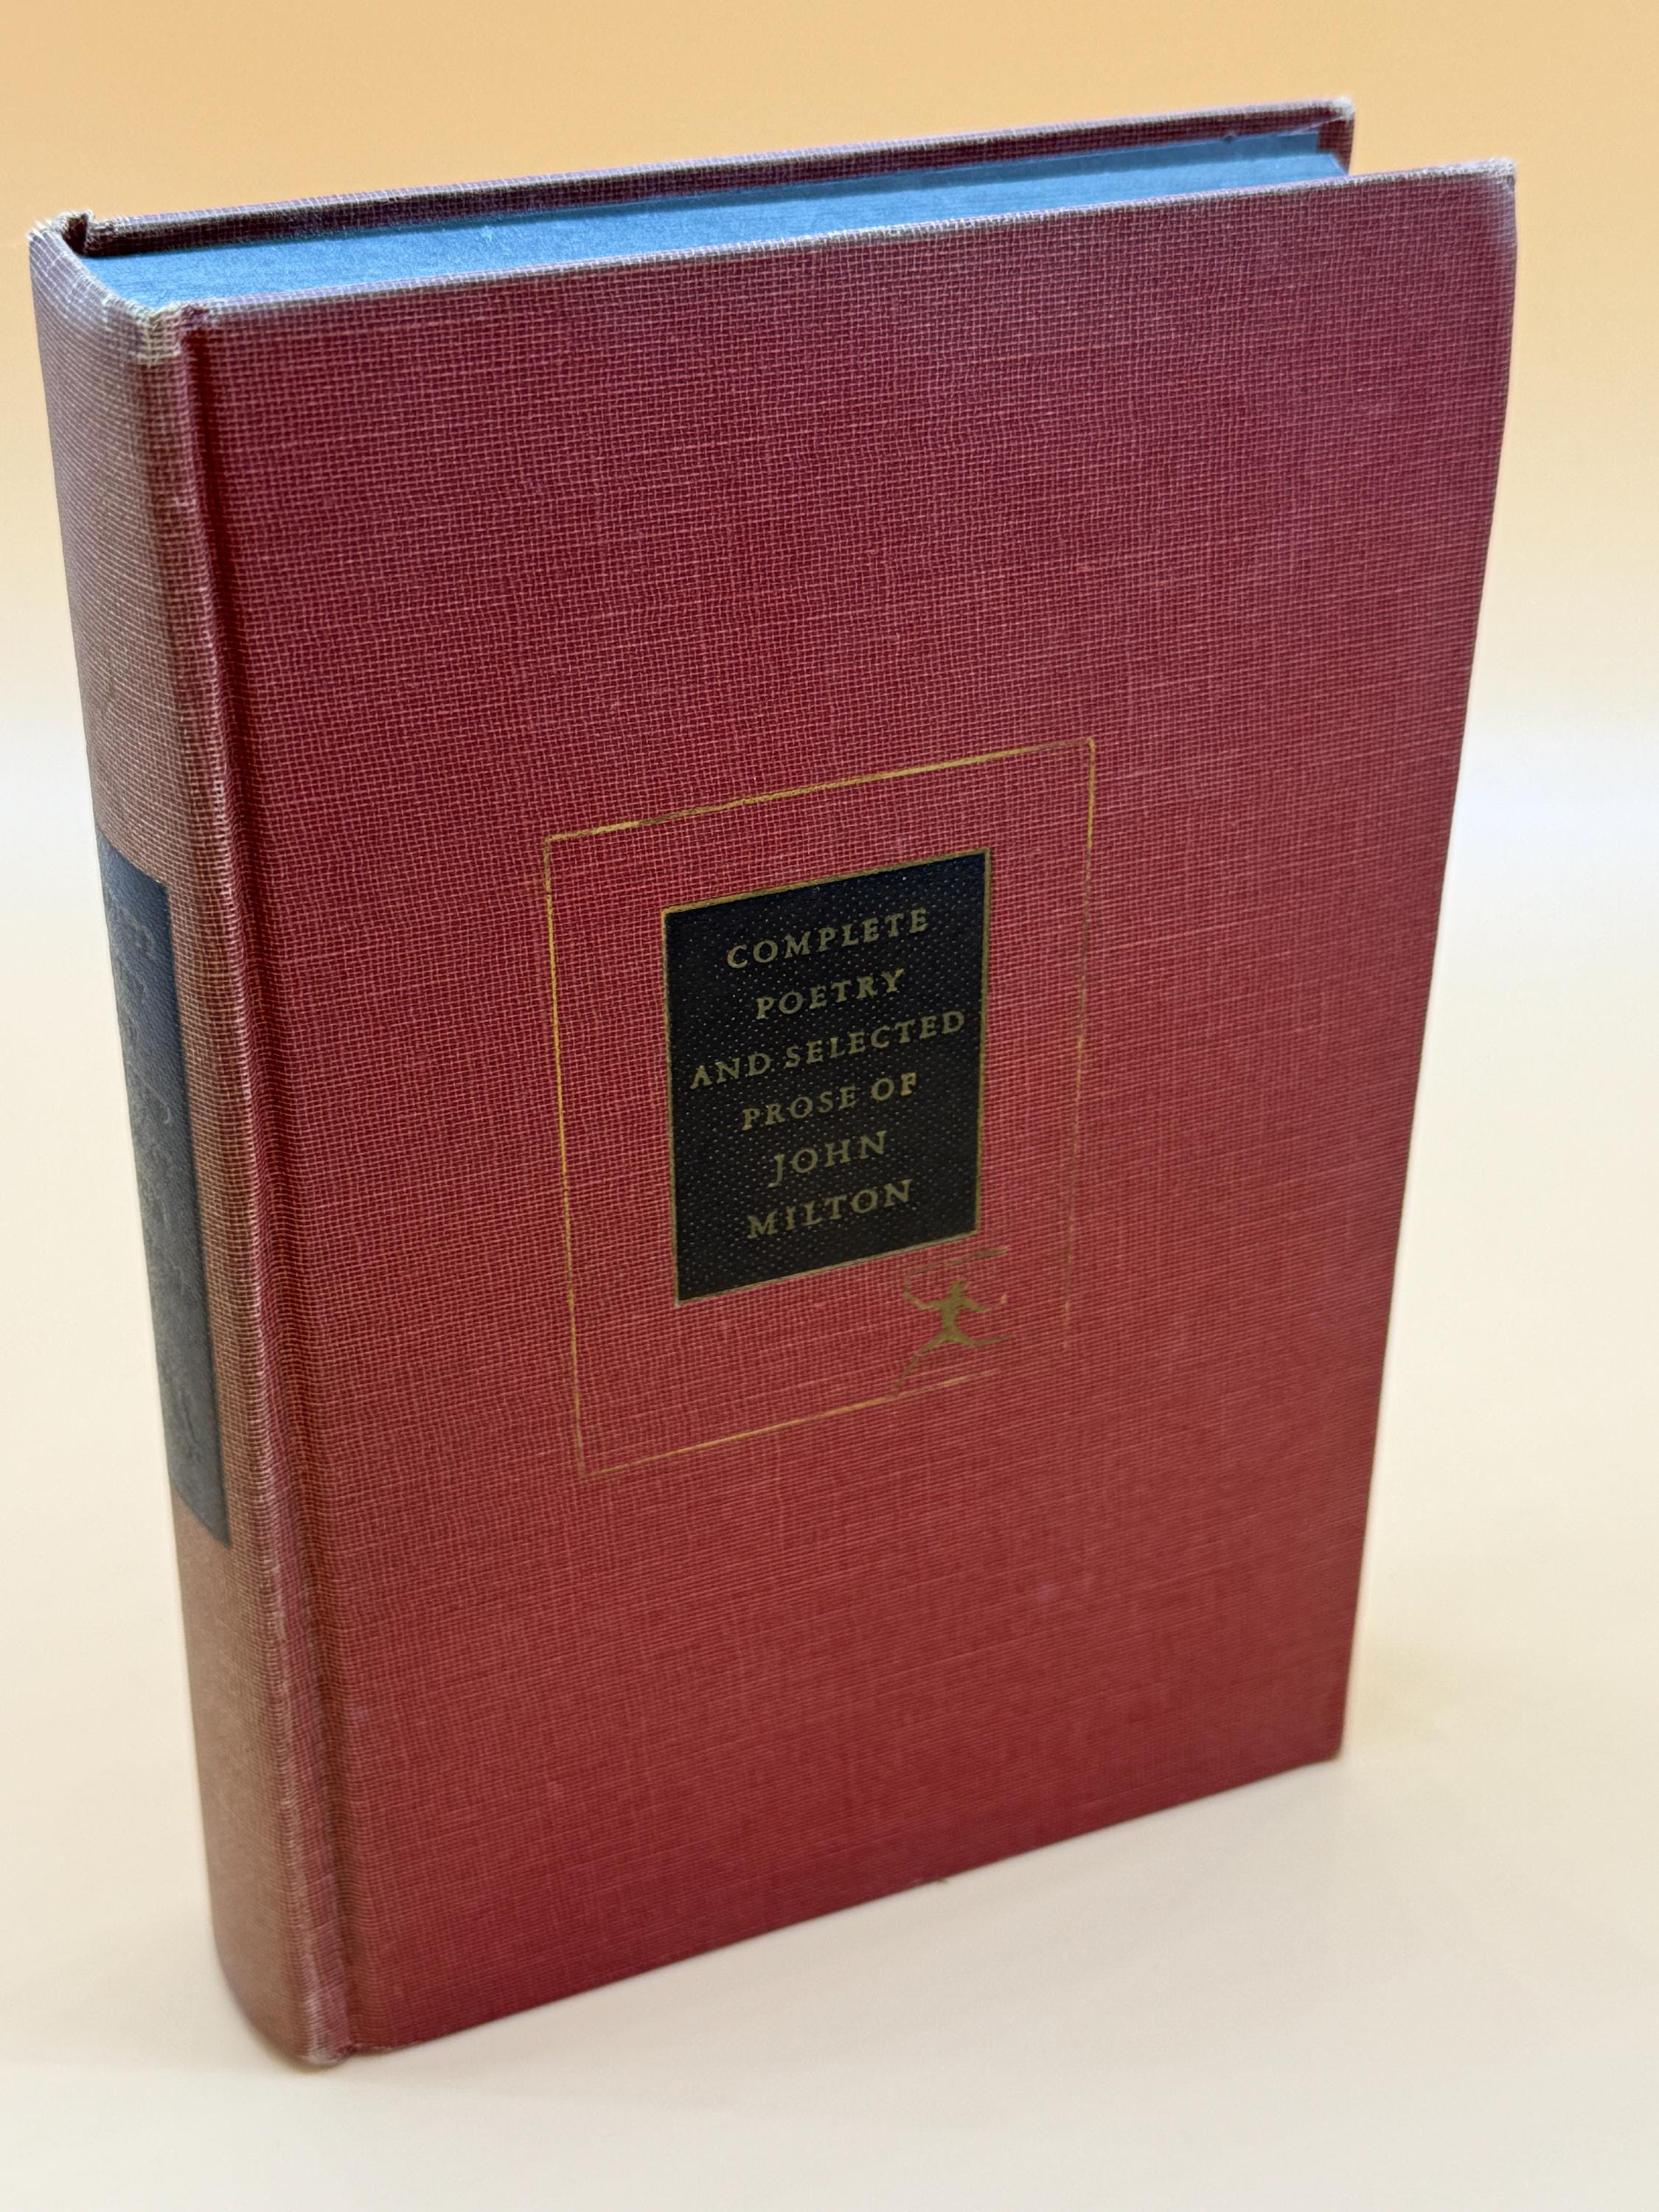 COMPLETE
POETRY
AND SELECTED
PROSE OF
JOHN
MILTON